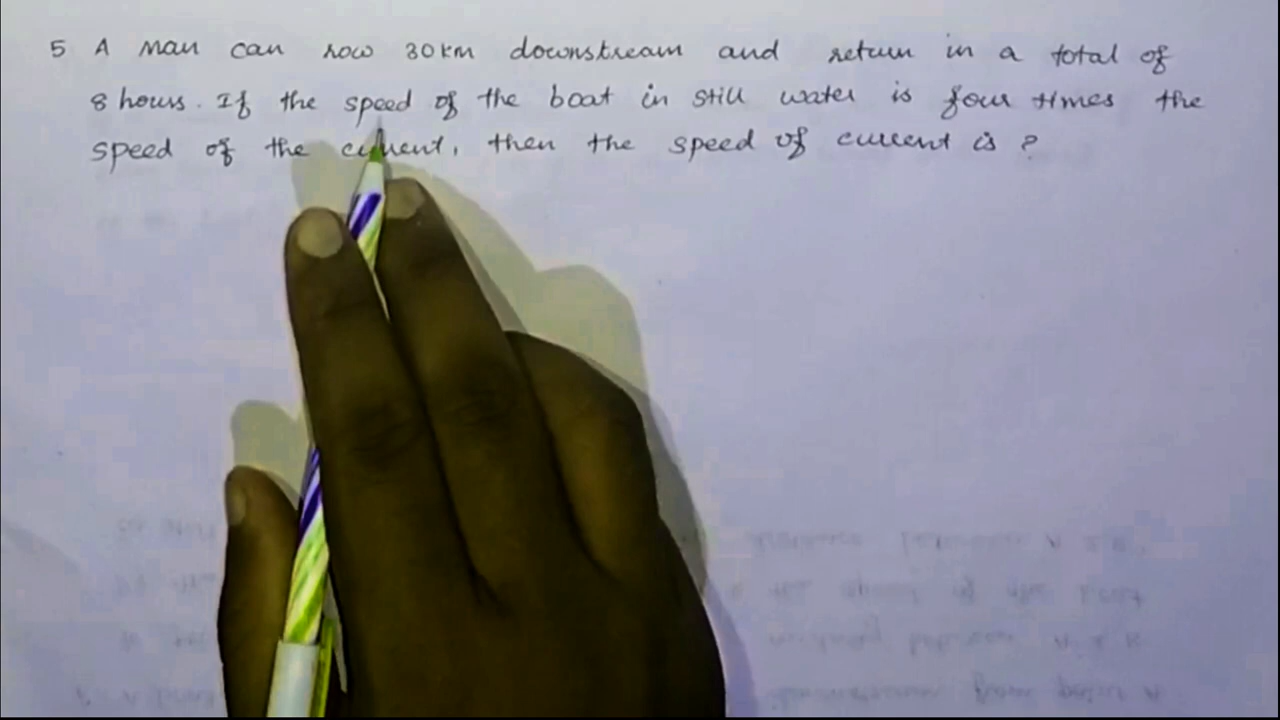 5 A man can row 30km downstream and return in a total of
8 hours. If the speed of the boat in still water is four times the
speed of the current, then the speed of current is ?